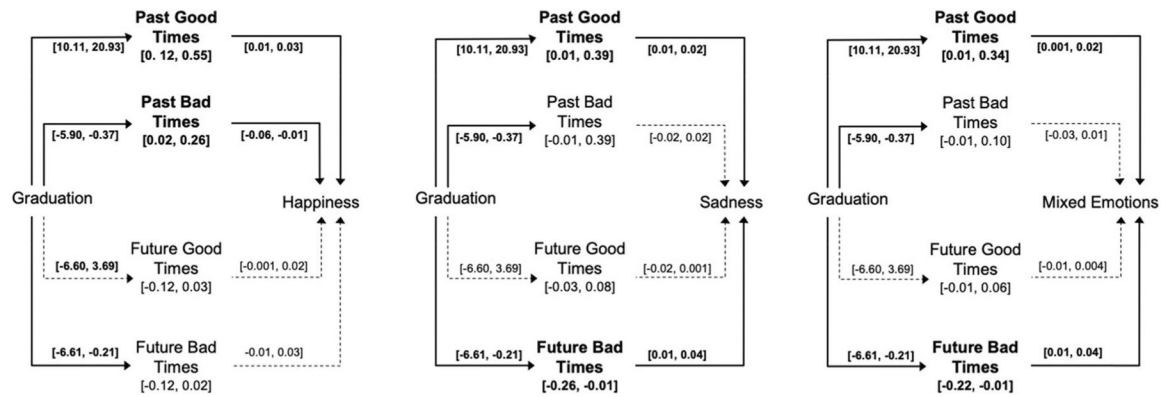 Past Good
Times
[10.11, 20.93]
[0. 12, 0.55]
[0.01, 0.03]
Past Bad
Times
[-5.90, -0.37]
[0.02, 0.26]
[-0.06, -0.01]
Graduation
Happiness
Future Good
Times
[-6.60, 3.69]
[-0.12, 0.03]
[-0.001, 0.02]
Future Bad
Times
[-6.61, -0.21]
[-0.12, 0.02]
-0.01, 0.03]
Past Good
Times
[10.11, 20.93]
[0.01, 0.39]
[0.01, 0.02]
Past Bad
Times
[-5.90, -0.37]
[-0.01, 0.39]
[-0.02, 0.02]
Graduation
Sadness
Future Good
Times
[-6.60, 3.69]
[-0.03, 0.08]
[-0.02, 0.001]
Future Bad
Times
[-6.61, -0.21]
[-0.26, -0.01]
[0.01, 0.04]
Past Good
Times
[10.11, 20.93]
[0.01, 0.34]
[0.001, 0.02]
Past Bad
Times
[-5.90, -0.37]
[-0.01, 0.10]
[-0.03, 0.01]
Graduation
Mixed Emotions
Future Good
Times
[-6.60, 3.69]
[-0.01, 0.06]
[-0.01, 0.004]
Future Bad
Times
[-6.61, -0.21]
[-0.22, -0.01]
[0.01, 0.04]